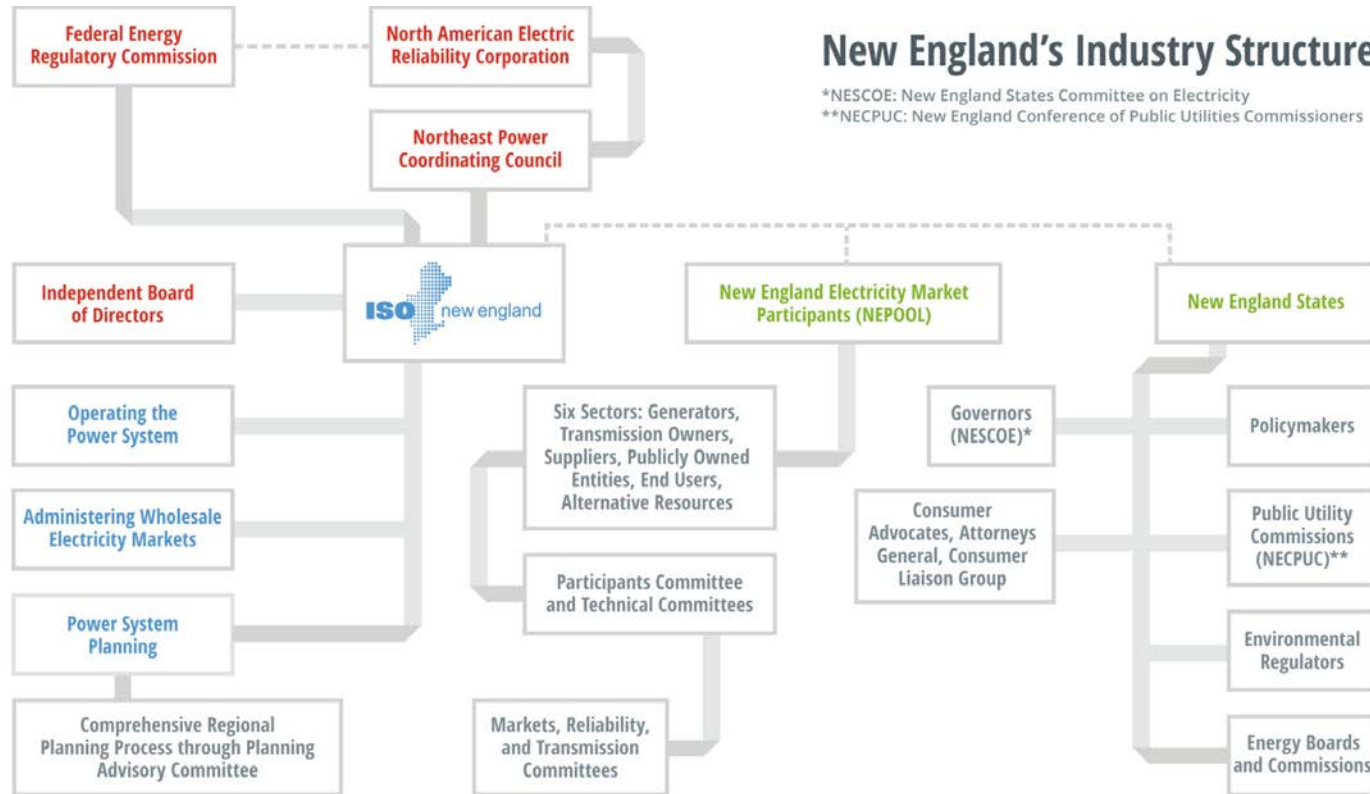 Federal Energy
Regulatory Commission
North American Electric
Reliability Corporation
New England’s Industry Structure
*NESCOE: New England States Committee on Electricity
**NECPUC: New England Conference of Public Utilities Commissioners
Northeast Power
Coordinating Council
Independent Board
of Directors
ISO new england
New England Electricity Market
Participants (NEPOOL)
New England States
Operating the
Power System
Administering Wholesale
Electricity Markets
Power System
Planning
Comprehensive Regional
Planning Process through Planning
Advisory Committee
Six Sectors: Generators,
Transmission Owners,
Suppliers, Publicly Owned
Entities, End Users,
Alternative Resources
Participants Committee
and Technical Committees
Markets, Reliability,
and Transmission
Committees
Governors
(NESCOE)*
Policymakers
Consumer
Advocates, Attorneys
General, Consumer
Liaison Group
Public Utility
Commissions
(NECPUC)**
Environmental
Regulators
Energy Boards
and Commissions